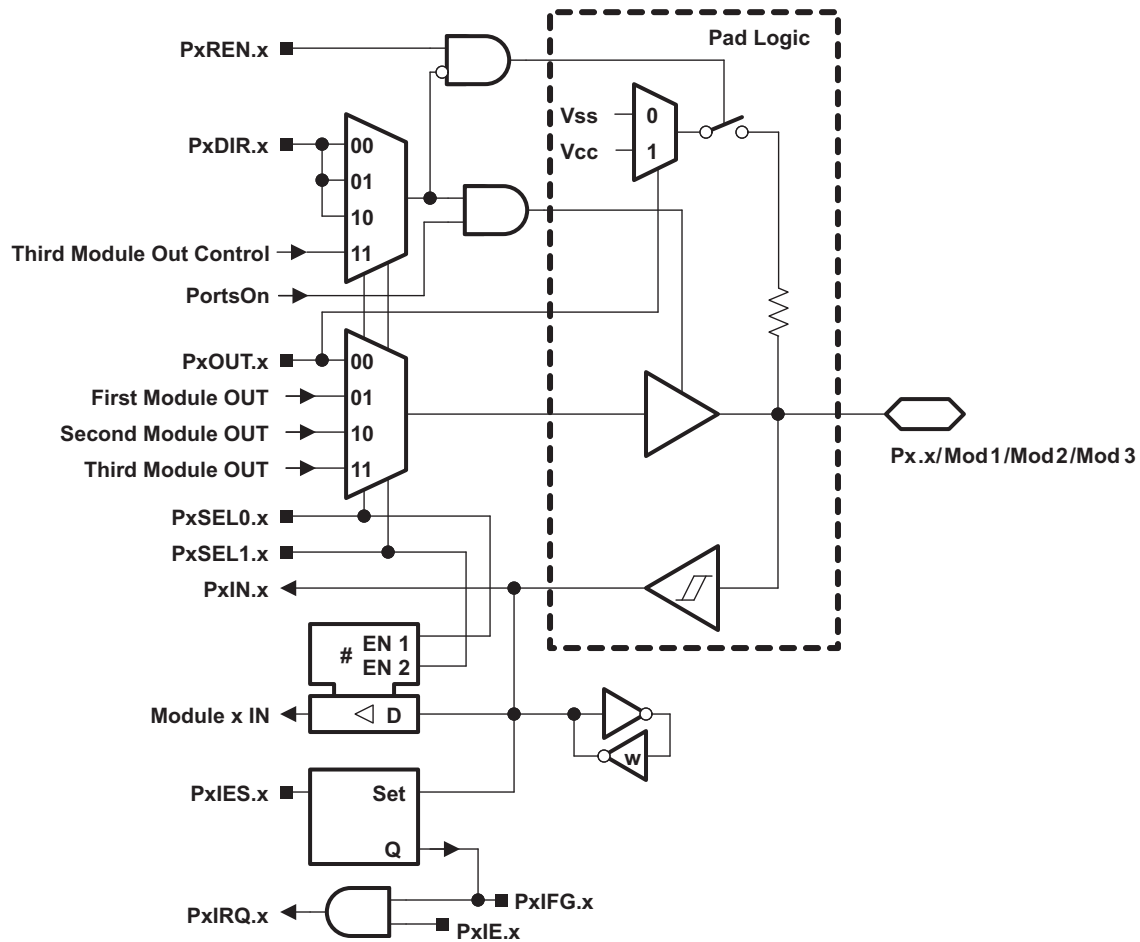 Pad Logic
PxREN.x
Vss
0
Vcc
1
PxDIR.x
00
01
10
Third Module Out Control
11
PortsOn
PxOUT.x
00
First Module OUT
01
Second Module OUT
10
Third Module OUT
11
Px.x/Mod1/Mod2/Mod3
PxSEL0.x
PxSEL1.x
PxIN.x
#
EN 1
EN 2
Module x IN
D
w
PxIES.x
Set
Q
PxIFG.x
PxIRQ.x
PxIE.x